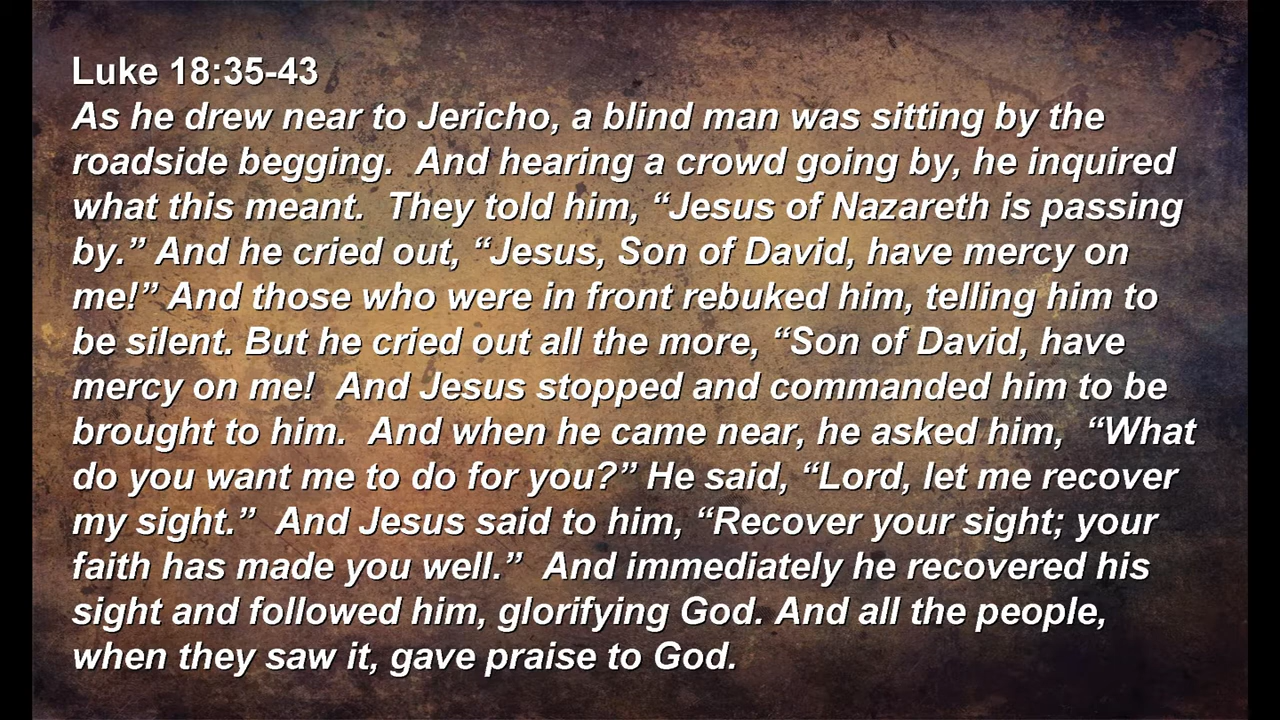 Luke 18:35-43
As he drew near to Jericho, a blind man was sitting by the
roadside begging.  And hearing a crowd going by, he inquired
what this meant.  They told him, “Jesus of Nazareth is passing
by.” And he cried out, “Jesus, Son of David, have mercy on
me!” And those who were in front rebuked him, telling him to
be silent. But he cried out all the more, “Son of David, have
mercy on me!  And Jesus stopped and commanded him to be
brought to him.  And when he came near, he asked him,  “What
do you want me to do for you?” He said, “Lord, let me recover
my sight.”  And Jesus said to him, “Recover your sight; your
faith has made you well.”  And immediately he recovered his
sight and followed him, glorifying God. And all the people,
when they saw it, gave praise to God.